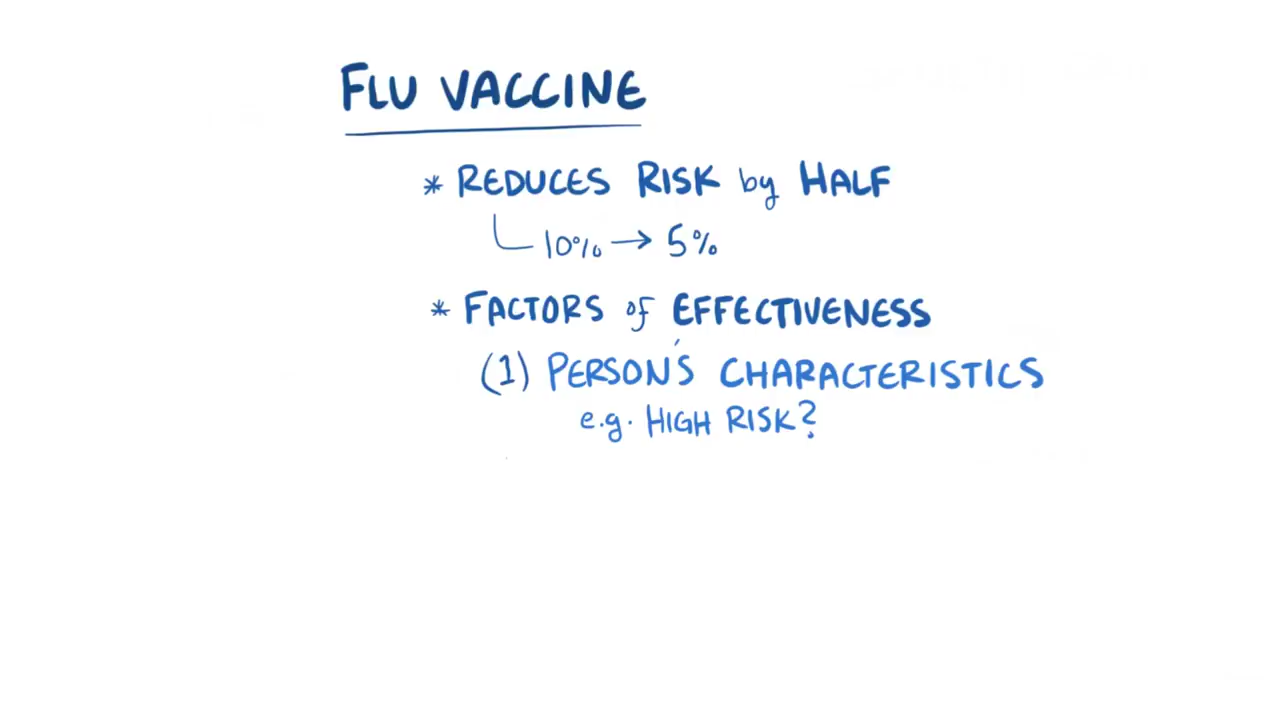 FLU VACCINE
* REDUCES RISK by HALF
10% → 5%
* FACTORS of EFFECTIVENESS
(1) PERSON'S CHARACTERISTICS
e.g. HIGH RISK?